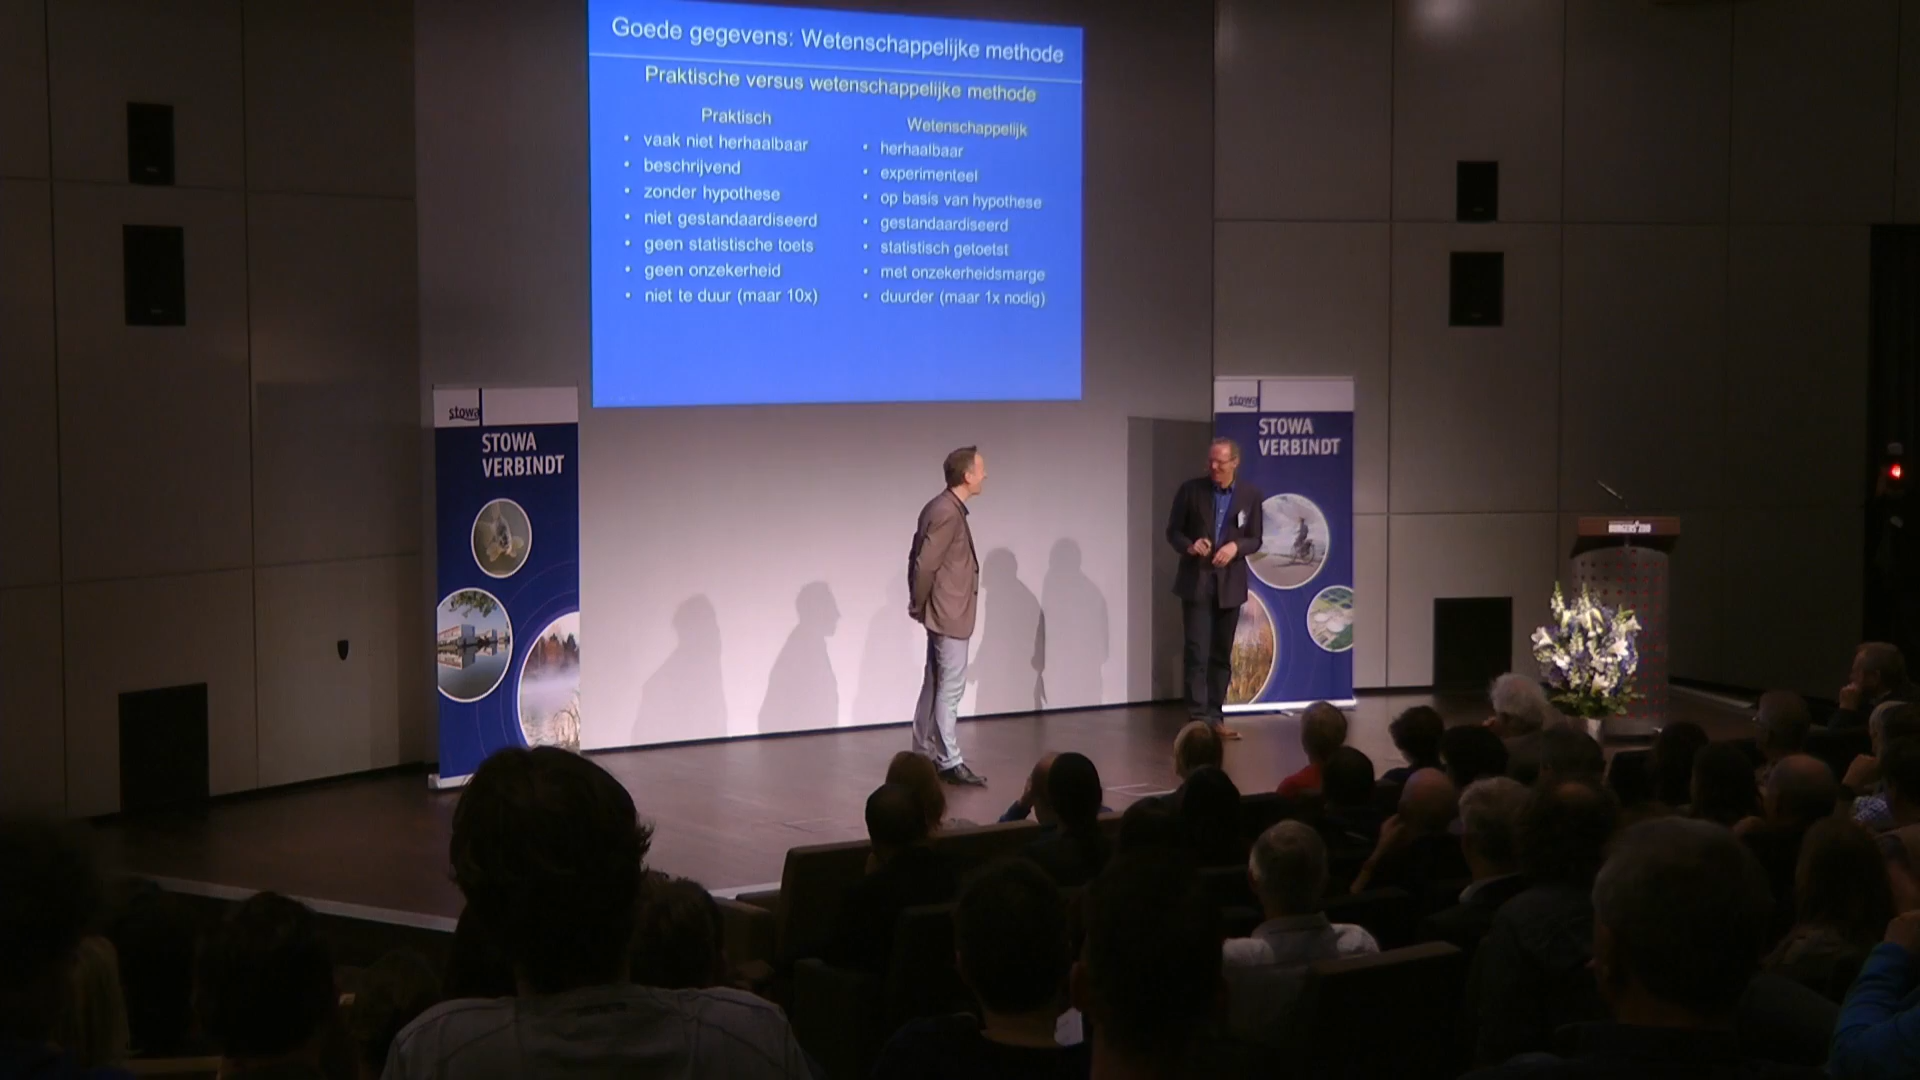 Goede gegevens: Wetenschappelijke methode
Praktische versus wetenschappelijke methode
Praktisch
• vaak niet herhaalbaar
• beschrijvend
• zonder hypothese
• niet gestandaardiseerd
• geen statistische toets
• geen onzekerheid
• niet te duur (maar 10x)
Wetenschappelijk
• herhaalbaar
• experimenteel
• op basis van hypothese
• gestandaardiseerd
• statistisch getoetst
• met onzekerheidsmarge
• duurder (maar 1x nodig)
stowa
STOWA
VERBINDT
stowa
STOWA
VERBINDT
BURGERS' ZOO